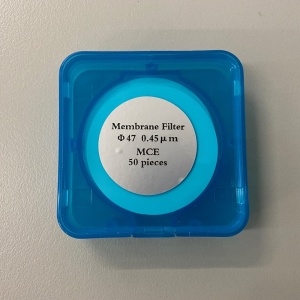 Membrane Filter
Φ47 0.45μm
MCE
50 pieces